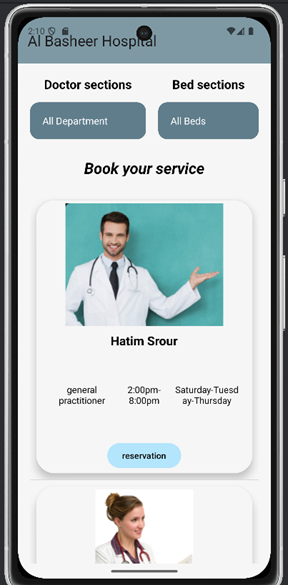 2:10
Al Basheer Hospital
Doctor sections Bed sections
All Department All Beds
Book your service
Hatim Srour
general practitioner
2:00pm-8:00pm
Saturday-Tuesday-Thursday
reservation